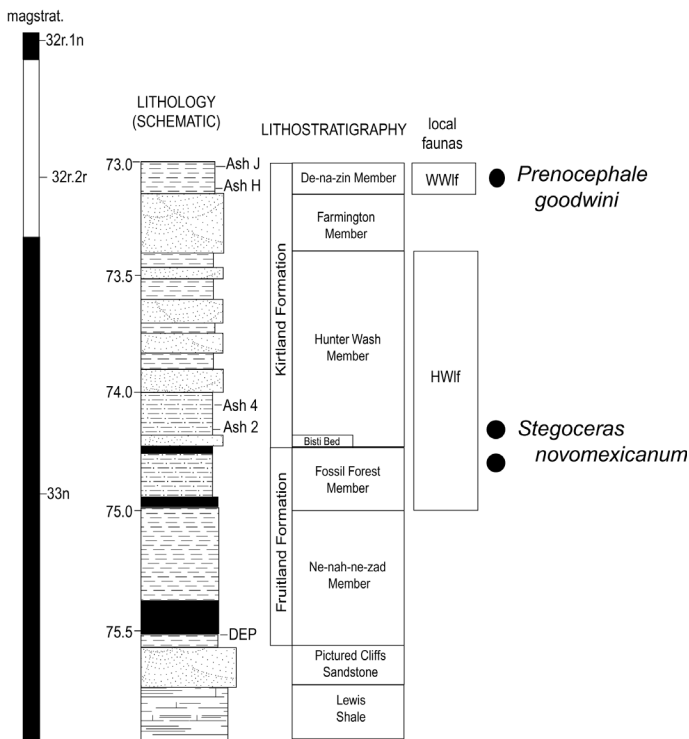 magstrat.
32r.1n
32r.2r
33n
LITHOLOGY
(SCHEMATIC)
73.0
73.5
74.0
75.0
75.5
Ash J
Ash H
Ash 4
Ash 2
DEP
LITHOSTRATIGRAPHY
Kirtland Formation
Fruitland Formation
De-na-zin Member
Farmington
Member
Hunter Wash
Member
Bisti Bed
Fossil Forest
Member
Ne-nah-ne-zad
Member
Pictured Cliffs
Sandstone
Lewis
Shale
local
faunas
WWlf
HWlf
Prenocephale
goodwini
Stegoceras
novomexicanum